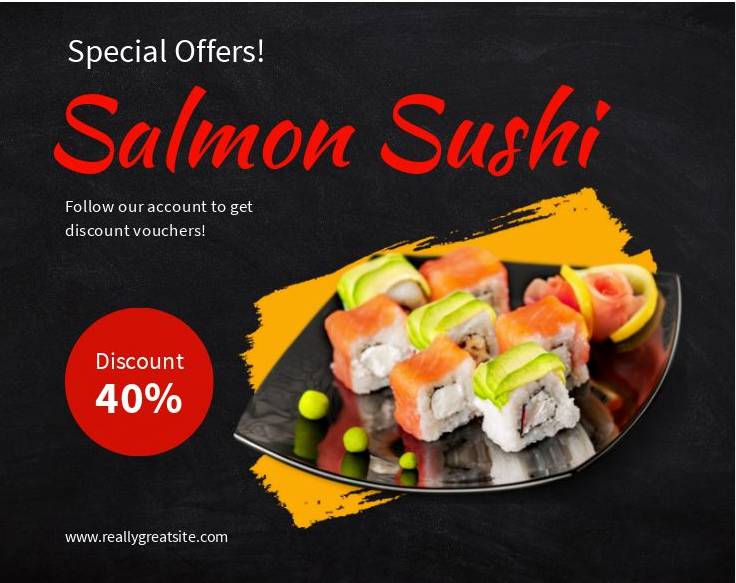 Special Offers!
Salmon Sushi
Follow our account to get
discount vouchers!
Discount
40%
www.reallygreatsite.com